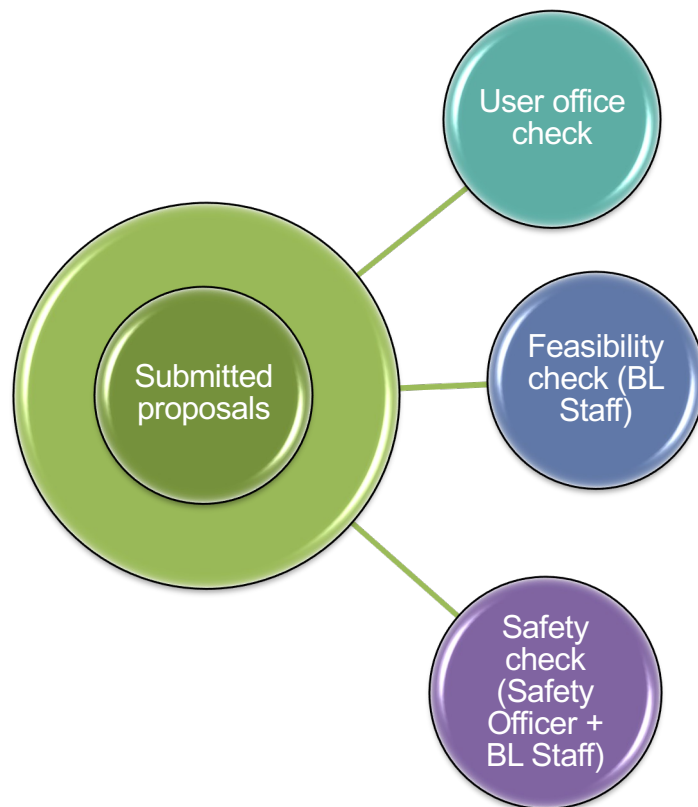 User office
check
Submitted
proposals
Feasibility
check (BL
Staff)
Safety
check
(Safety
Officer +
BL Staff)